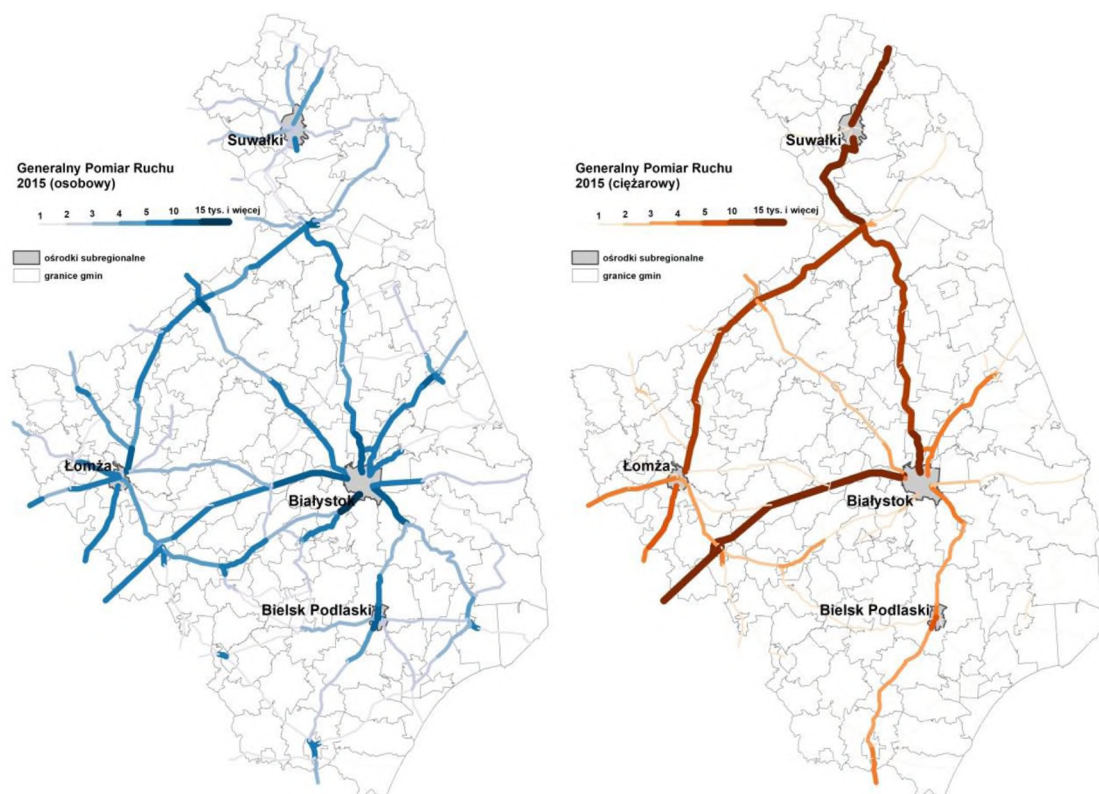 Suwałki
Generalny Pomiar Ruchu
2015 (osobowy)
1 2 3 4 5 10 15 tys. i więcej
ośrodki subregionalne
granice gmin
Łomża
Białystok
Bielsk Podlaski
Suwałki
Generalny Pomiar Ruchu
2015 (ciężarowy)
1 2 3 4 5 10 15 tys. i więcej
ośrodki subregionalne
granice gmin
Łomża
Białystok
Bielsk Podlaski